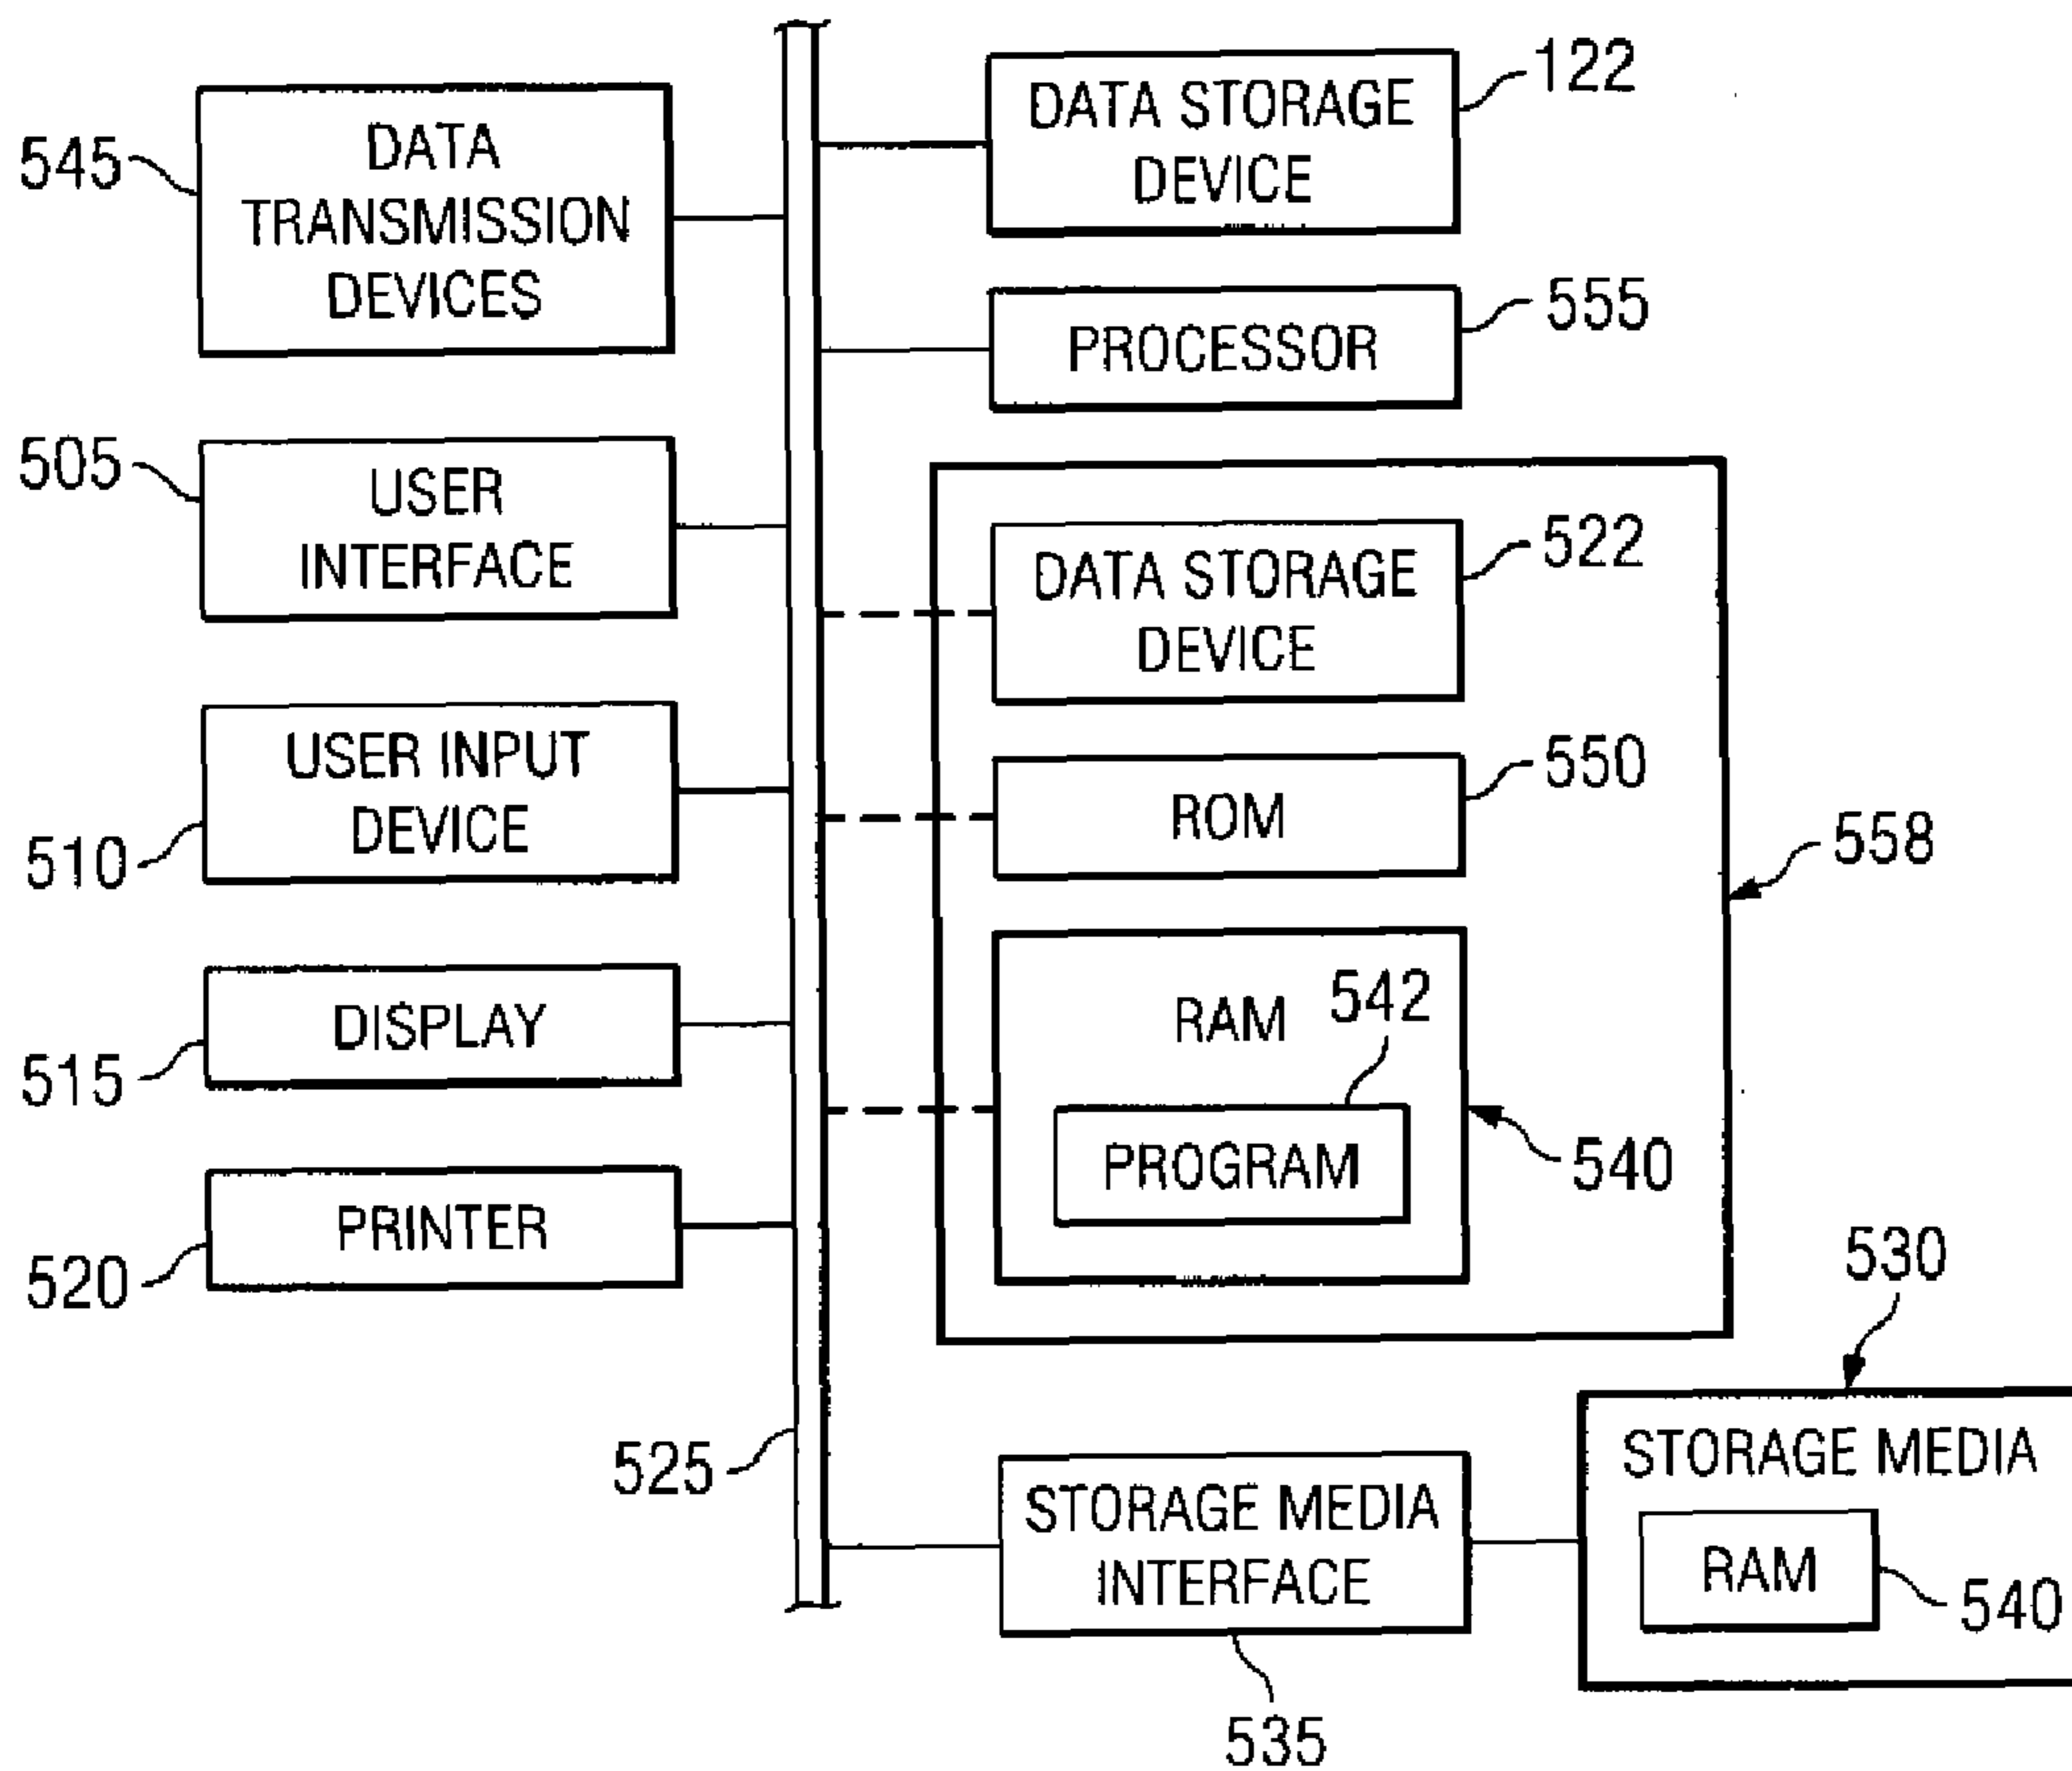 545
DATA
TRANSMISSION
DEVICES
505
USER
INTERFACE
510
USER INPUT
DEVICE
515
DISPLAY
520
PRINTER
525
DATA STORAGE
DEVICE
122
PROCESSOR
555
DATA STORAGE
DEVICE
522
ROM
550
558
RAM
542
PROGRAM
540
STORAGE MEDIA
INTERFACE
535
530
STORAGE MEDIA
RAM
540